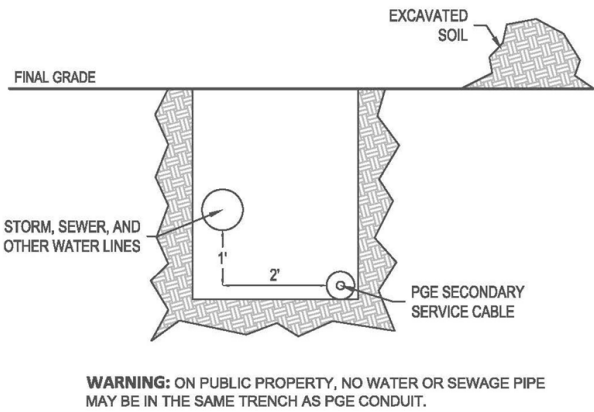 EXCAVATED
SOIL
FINAL GRADE
STORM, SEWER, AND
OTHER WATER LINES
1'
2'
PGE SECONDARY
SERVICE CABLE
WARNING: ON PUBLIC PROPERTY, NO WATER OR SEWAGE PIPE
MAY BE IN THE SAME TRENCH AS PGE CONDUIT.